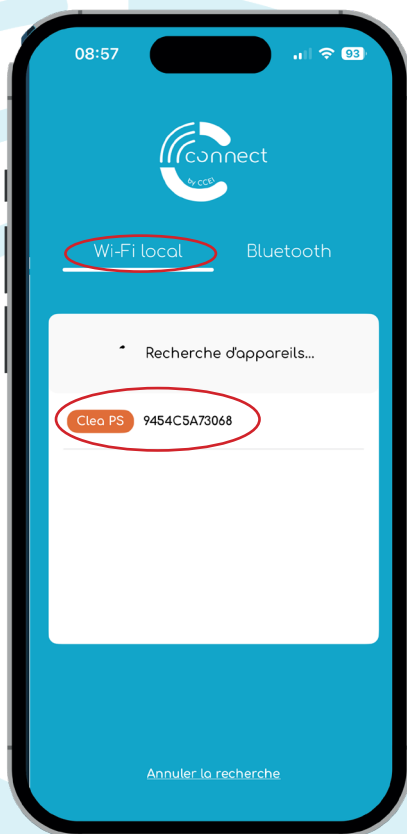 08:57 93
connect
by CCEI
Wi-Fi local Bluetooth
Recherche d'appareils...
Clea PS 9454C5A73068
Annuler la recherche